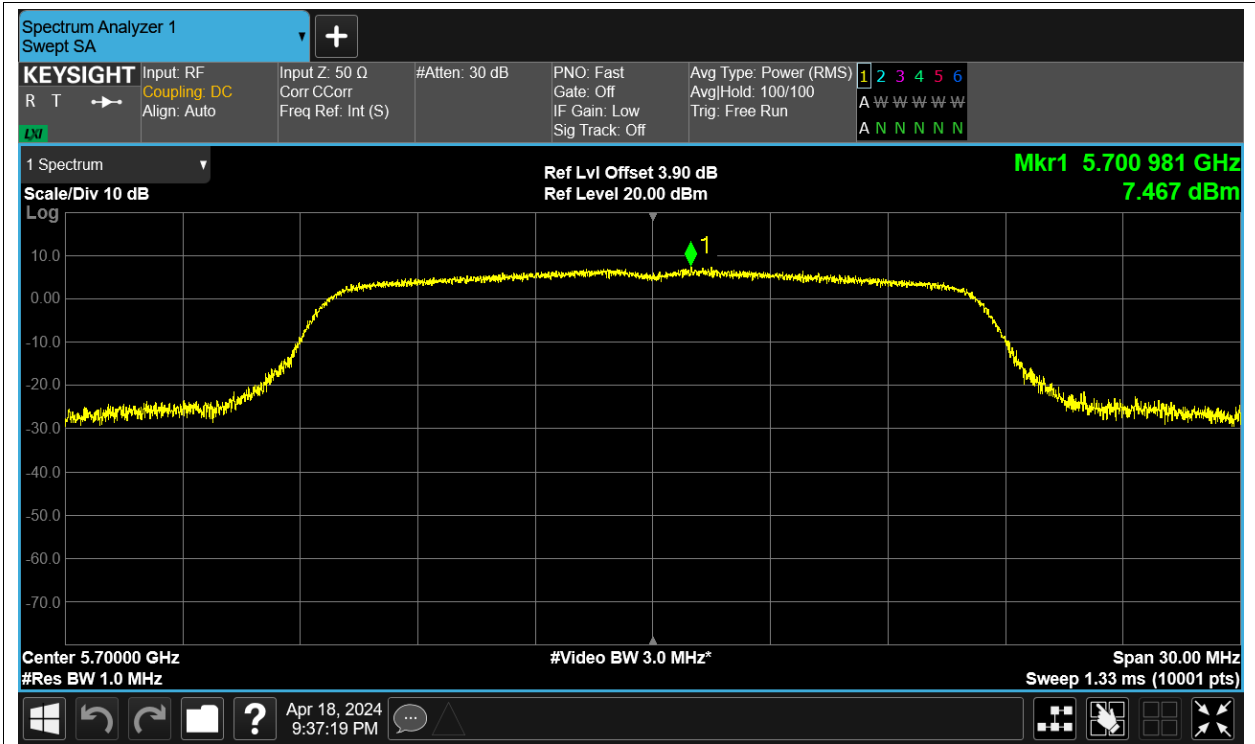 Spectrum Analyzer 1
Swept SA
KEYSIGHT
R T
LXI
Input: RF
Coupling: DC
Align: Auto
Input Z: 50 Ω
Corr CCorr
Freq Ref: Int (S)
#Atten: 30 dB
PNO: Fast
Gate: Off
IF Gain: Low
Sig Track: Off
Avg Type: Power (RMS)
Avg|Hold: 100/100
Trig: Free Run
1 2 3 4 5 6
A W W W W W
A N N N N N
1 Spectrum
Scale/Div 10 dB
Log
Ref Lvl Offset 3.90 dB
Ref Level 20.00 dBm
Mkr1 5.700 981 GHz
7.467 dBm
1
10.0
0.00
-10.0
-20.0
-30.0
-40.0
-50.0
-60.0
-70.0
Center 5.70000 GHz
#Video BW 3.0 MHz*
Span 30.00 MHz
#Res BW 1.0 MHz
Sweep 1.33 ms (10001 pts)
?
Apr 18, 2024
9:37:19 PM